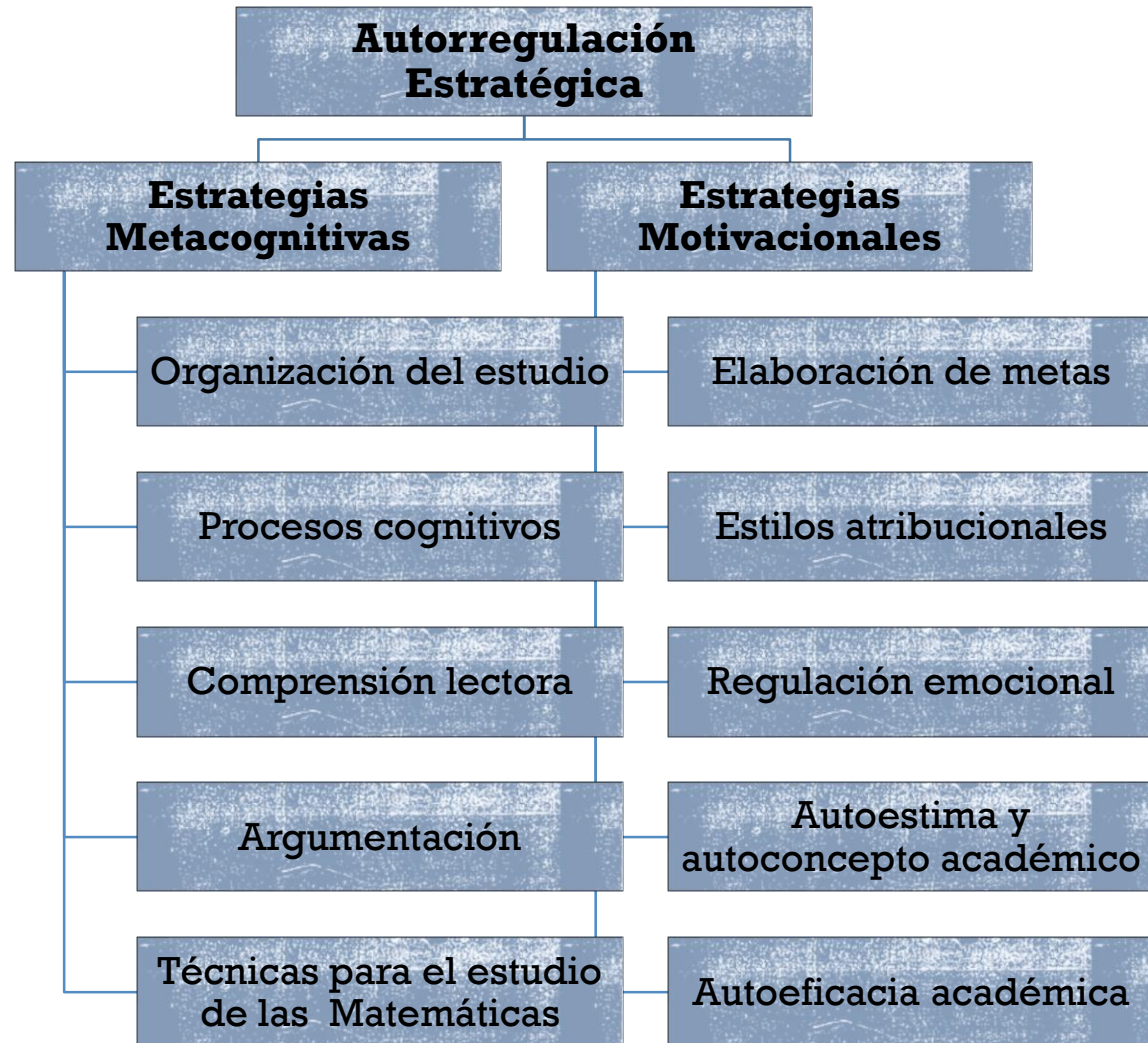 Autorregulación
Estratégica
Estrategias
Metacognitivas
Organización del estudio
Procesos cognitivos
Comprensión lectora
Argumentación
Técnicas para el estudio
de las Matemáticas
Estrategias
Motivacionales
Elaboración de metas
Estilos atribucionales
Regulación emocional
Autoestima y
autoconcepto académico
Autoeficacia académica